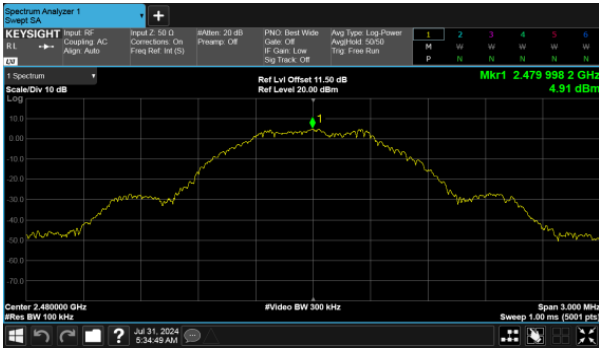 Spectrum Analyzer 1
Swept SA
+
KEYSIGHT
RL
Input: RF
Coupling: AC
Align: Auto
Input Z: 50 Ω
Corrections: On
Freq Ref: Int (S)
#Atten: 20 dB
Preamp: Off
PNO: Best Wide
Gate: Off
IF Gain: Low
Sig Track: Off
Avg Type: Log-Power
Avg|Hold: 50/50
Trig: Free Run
1 2 3 4 5 6
M W W W W W
P N N N N N
LXI
1 Spectrum
Scale/Div 10 dB
Ref Lvl Offset 11.50 dB
Ref Level 20.00 dBm
Mkr1 2.479 998 2 GHz
4.91 dBm
Log
1
10.0
0.00
-10.0
-20.0
-30.0
-40.0
-50.0
-60.0
-70.0
Center 2.480000 GHz
#Res BW 100 kHz
#Video BW 300 kHz
Span 3.000 MHz
Sweep 1.00 ms (5001 pts)
?
Jul 31, 2024
5:34:49 AM